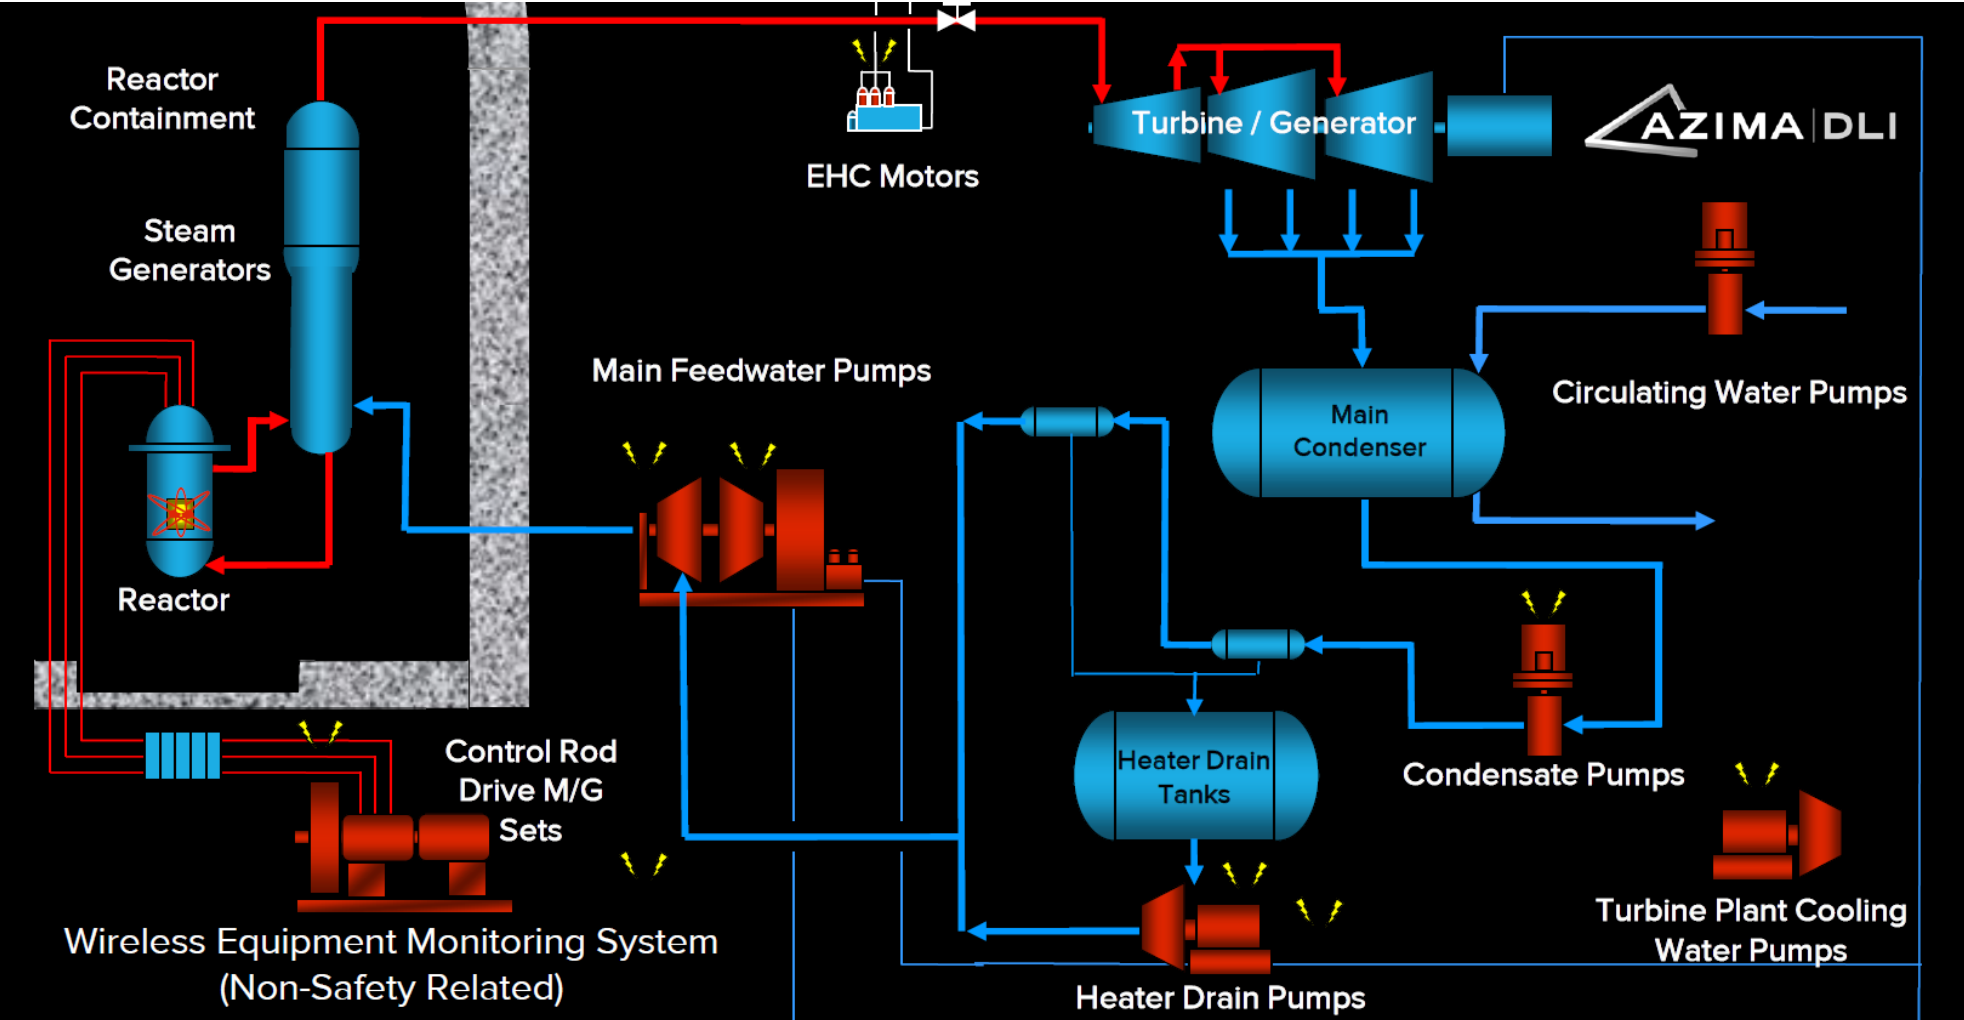 Reactor
Containment
Steam
Generators
Reactor
EHC Motors
Turbine / Generator
AZIMA|DLI
Circulating Water Pumps
Main Feedwater Pumps
Main
Condenser
Condensate Pumps
Heater Drain
Tanks
Control Rod
Drive M/G
Sets
Turbine Plant Cooling
Water Pumps
Heater Drain Pumps
Wireless Equipment Monitoring System
(Non-Safety Related)